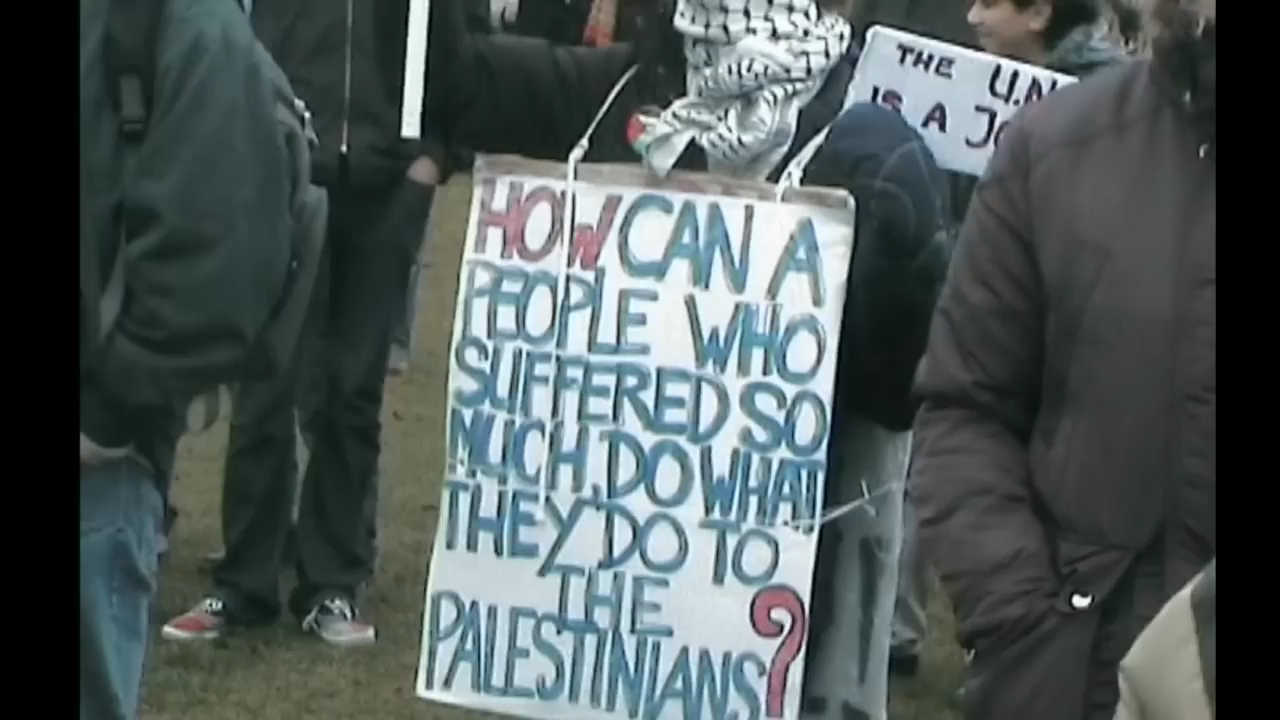 HOW CAN A
PEOPLE WHO
SUFFERED SO
MUCH, DO WHAT
THEY DO TO
THE
PALESTINIANS?
THE U.N.
IS A